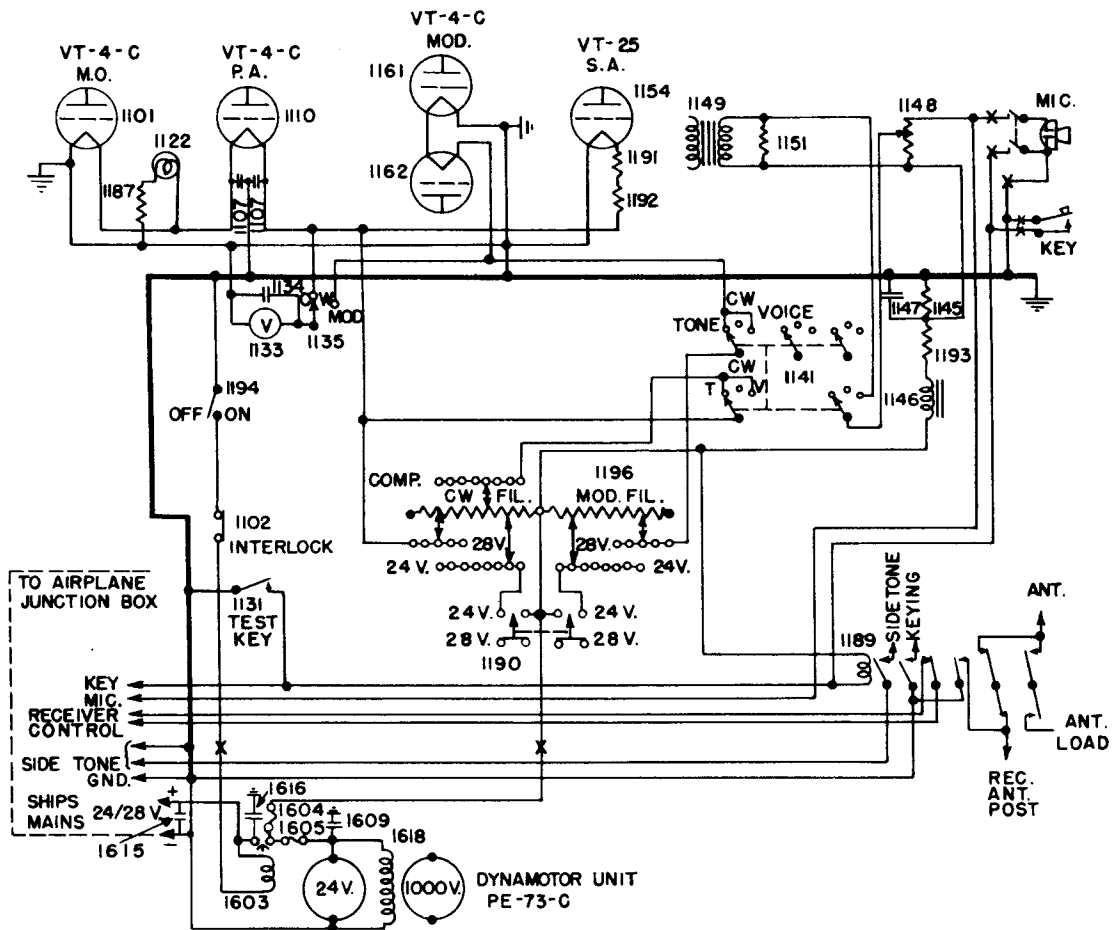 VT-4-C
MOD.
VT-4-C
M.O.
VT-4-C
P.A.
VT-25
S.A.
1161
1154
1149
1148
MIC.
1101
1110
1122
1151
1191
1162
1187
1192
1107
1107
KEY
1134
CW
MOD
1133
1135
CW
TONE
VOICE
1147
1145
1193
CW
1141
T
V
1146
1194
OFF
ON
COMP.
1196
CW FIL.
MOD. FIL.
1102
INTERLOCK
28V.
28V.
24 V.
24V.
TO AIRPLANE
JUNCTION BOX
1131
TEST
KEY
24 V.
24 V.
28 V.
28 V.
1190
1189
SIDETONE
KEYING
ANT.
KEY
MIC.
RECEIVER
CONTROL
SIDE TONE
GND.
ANT.
LOAD
REC.
ANT.
POST
SHIPS
MAINS
+
24/28 V.
–
1615
1616
1604
1605
1609
1618
1603
24V.
1000V.
DYNAMOTOR UNIT
PE-73-C
V